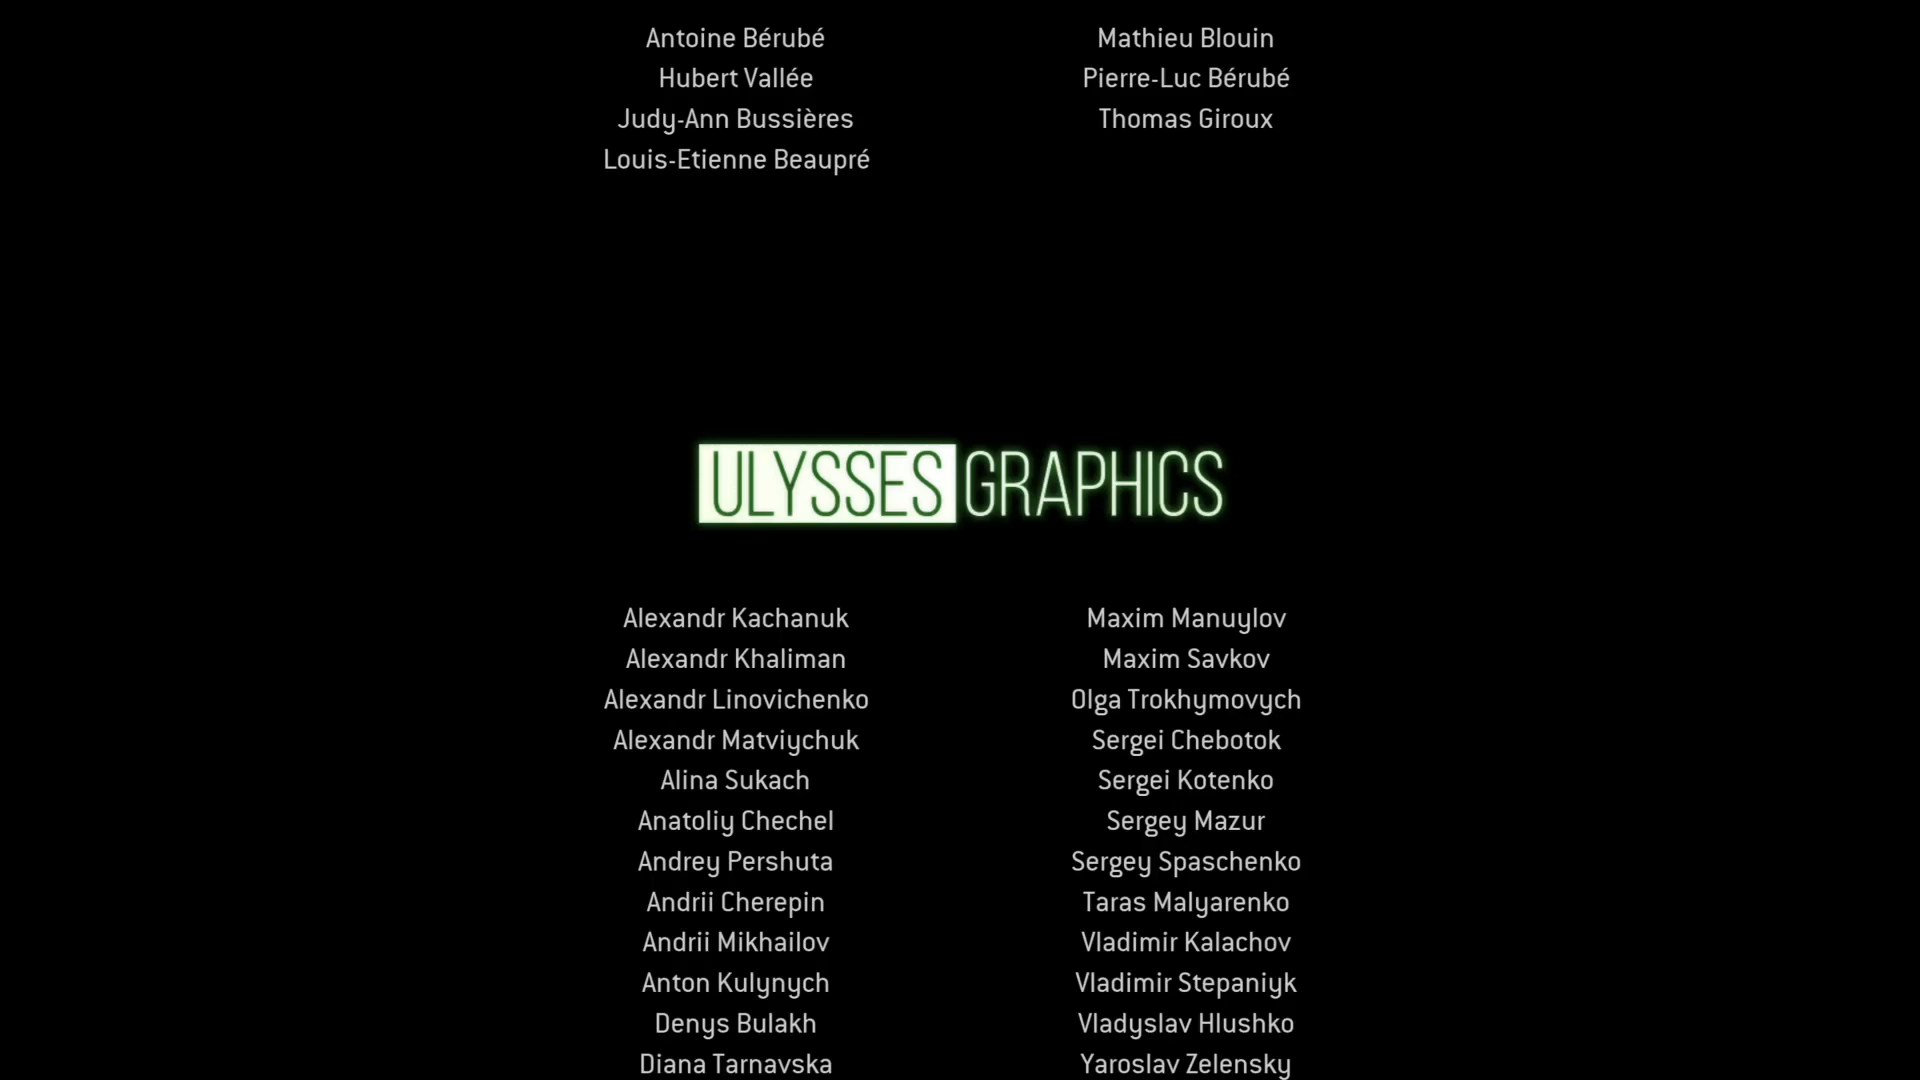 Antoine Bérubé
Hubert Vallée
Judy-Ann Bussières
Louis-Etienne Beaupré
Mathieu Blouin
Pierre-Luc Bérubé
Thomas Giroux
ULYSSES GRAPHICS
Alexandr Kachanuk
Alexandr Khaliman
Alexandr Linovichenko
Alexandr Matviychuk
Alina Sukach
Anatoliy Chechel
Andrey Pershuta
Andrii Cherepin
Andrii Mikhailov
Anton Kulynych
Denys Bulakh
Diana Tarnavska
Maxim Manuylov
Maxim Savkov
Olga Trokhymovych
Sergei Chebotok
Sergei Kotenko
Sergey Mazur
Sergey Spaschenko
Taras Malyarenko
Vladimir Kalachov
Vladimir Stepaniyk
Vladyslav Hlushko
Yaroslav Zelensky